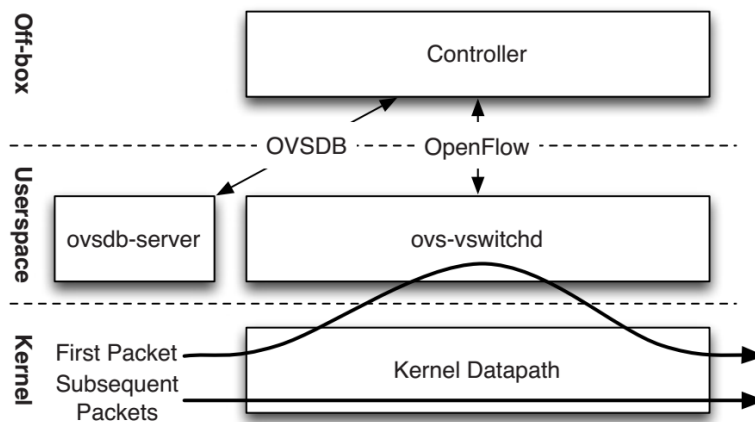 Off-box
Controller
OVSDB
OpenFlow
Userspace
ovsdb-server
ovs-vswitchd
Kernel
First Packet
Kernel Datapath
Subsequent
Packets